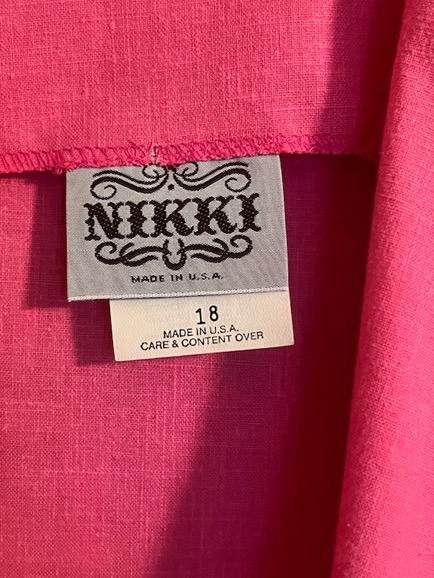 NIKKI
MADE IN U.S.A.
18
MADE IN U.S.A.
CARE & CONTENT OVER